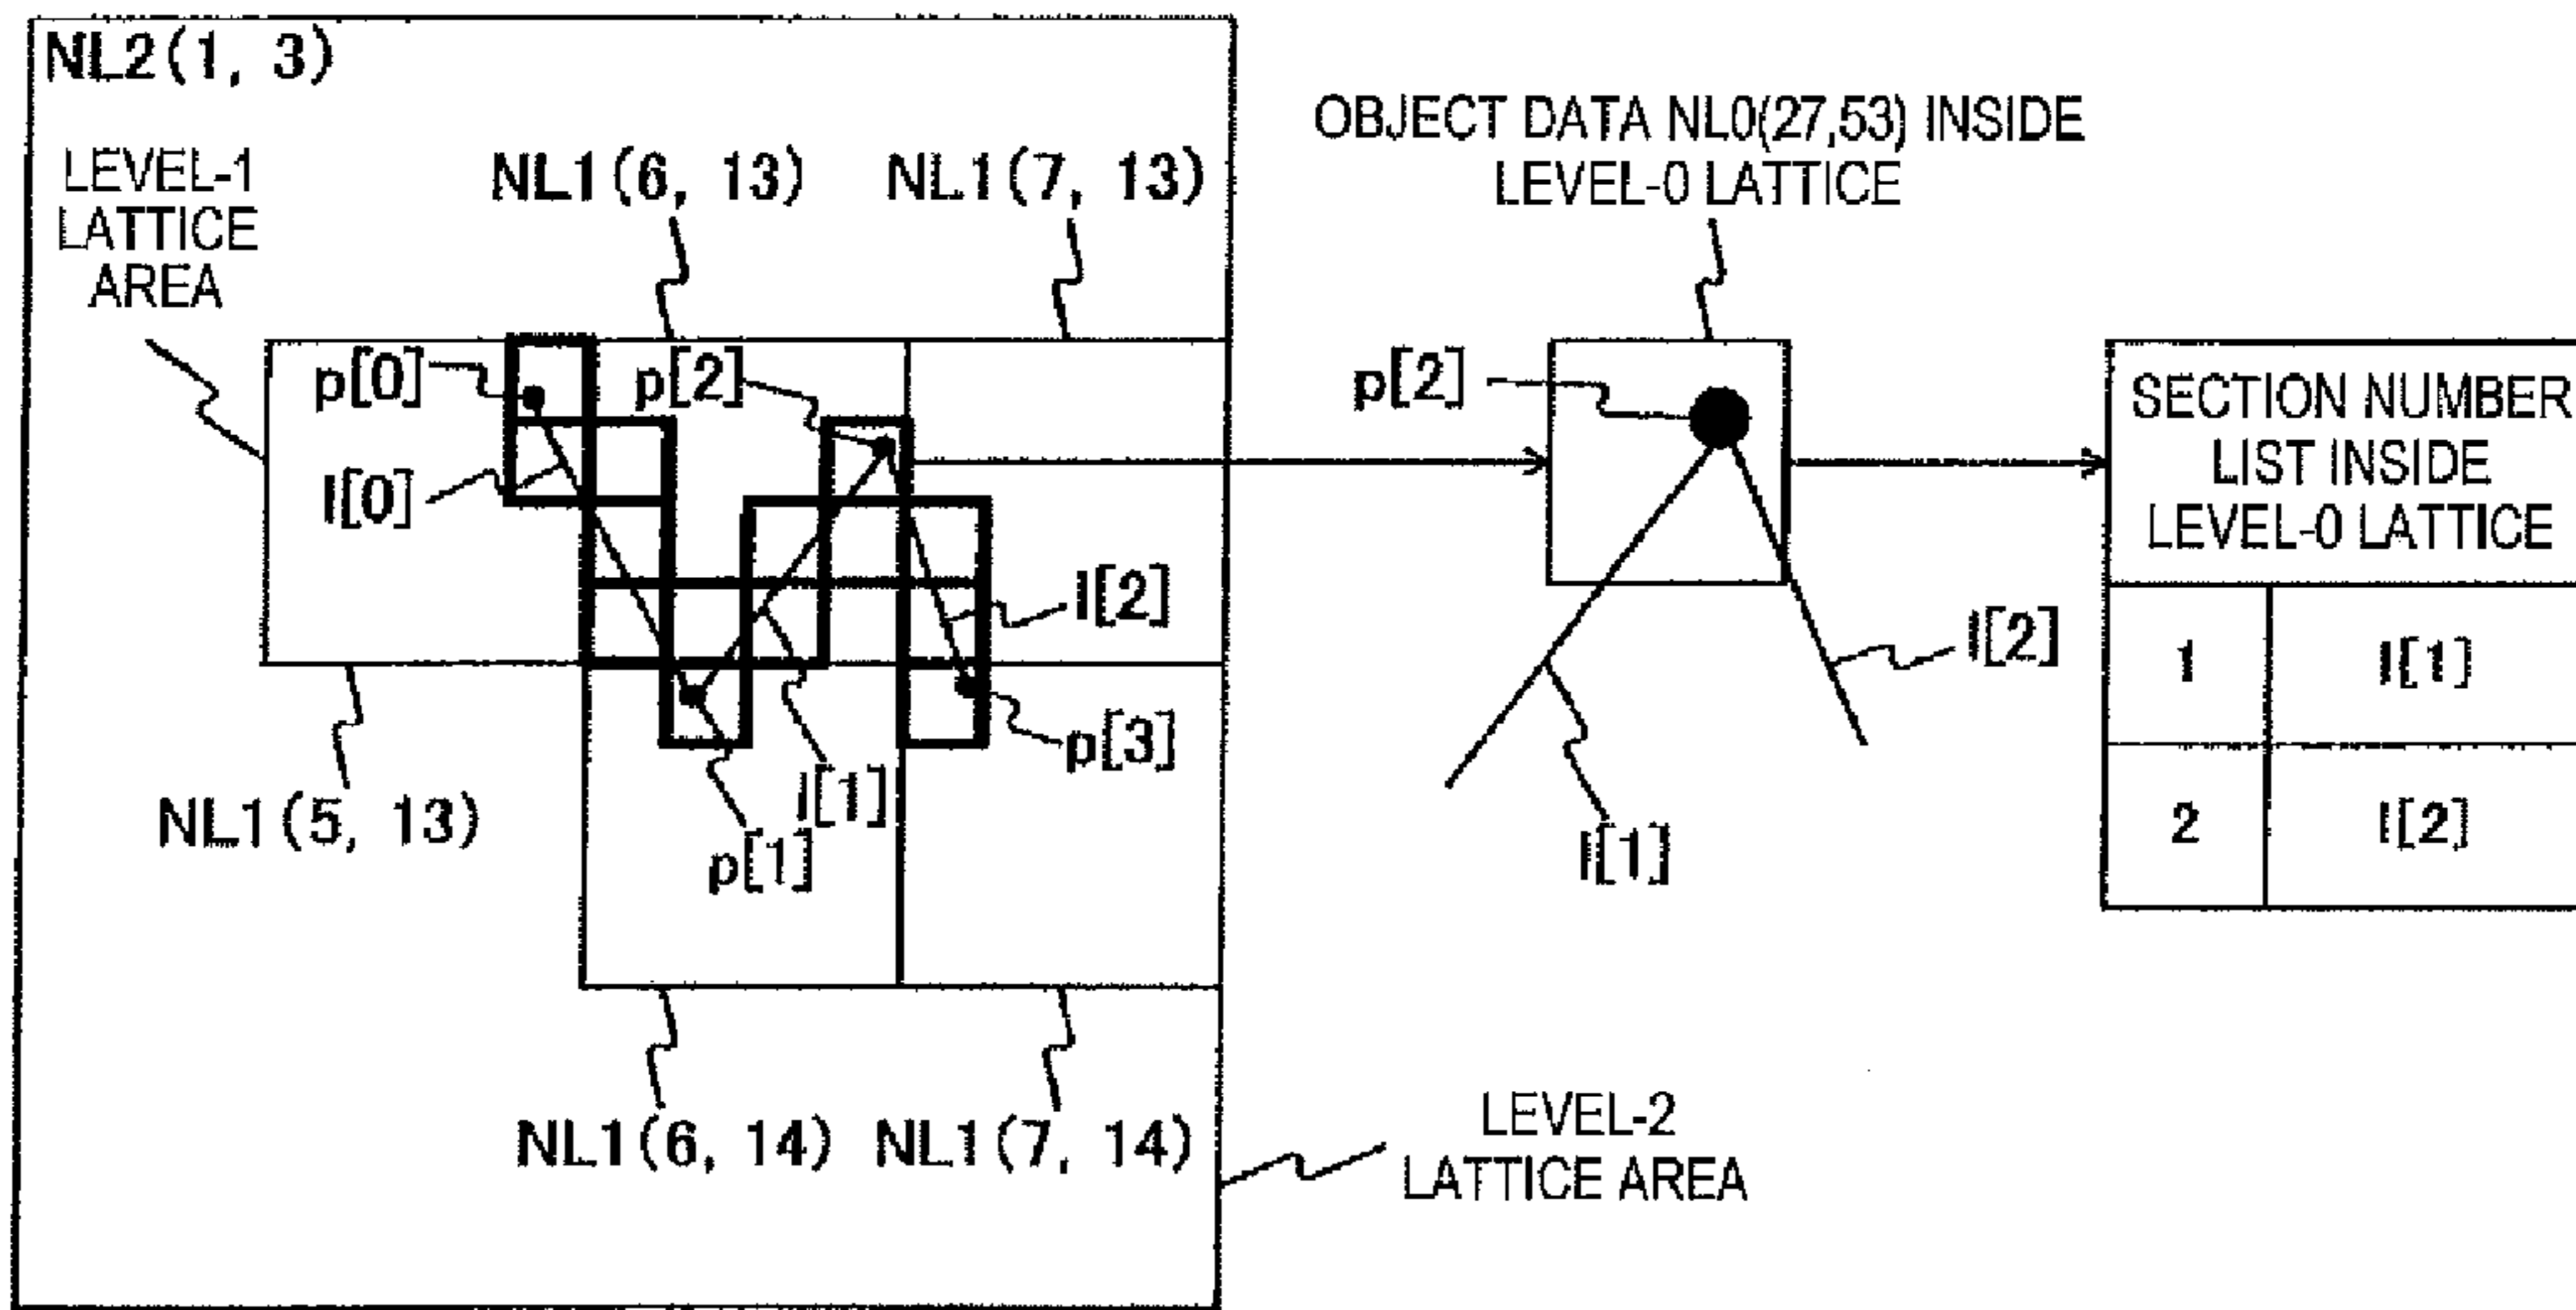 NL2(1, 3)
LEVEL-1
LATTICE
AREA
NL1(6, 13)
NL1(7, 13)
p[0]
p[2]
l[0]
l[2]
p[3]
l[1]
p[1]
NL1(5, 13)
NL1(6, 14)
NL1(7, 14)
LEVEL-2
LATTICE AREA
OBJECT DATA NL0(27,53) INSIDE
LEVEL-0 LATTICE
p[2]
l[2]
l[1]
SECTION NUMBER
LIST INSIDE
LEVEL-0 LATTICE
1 l[1]
2 l[2]